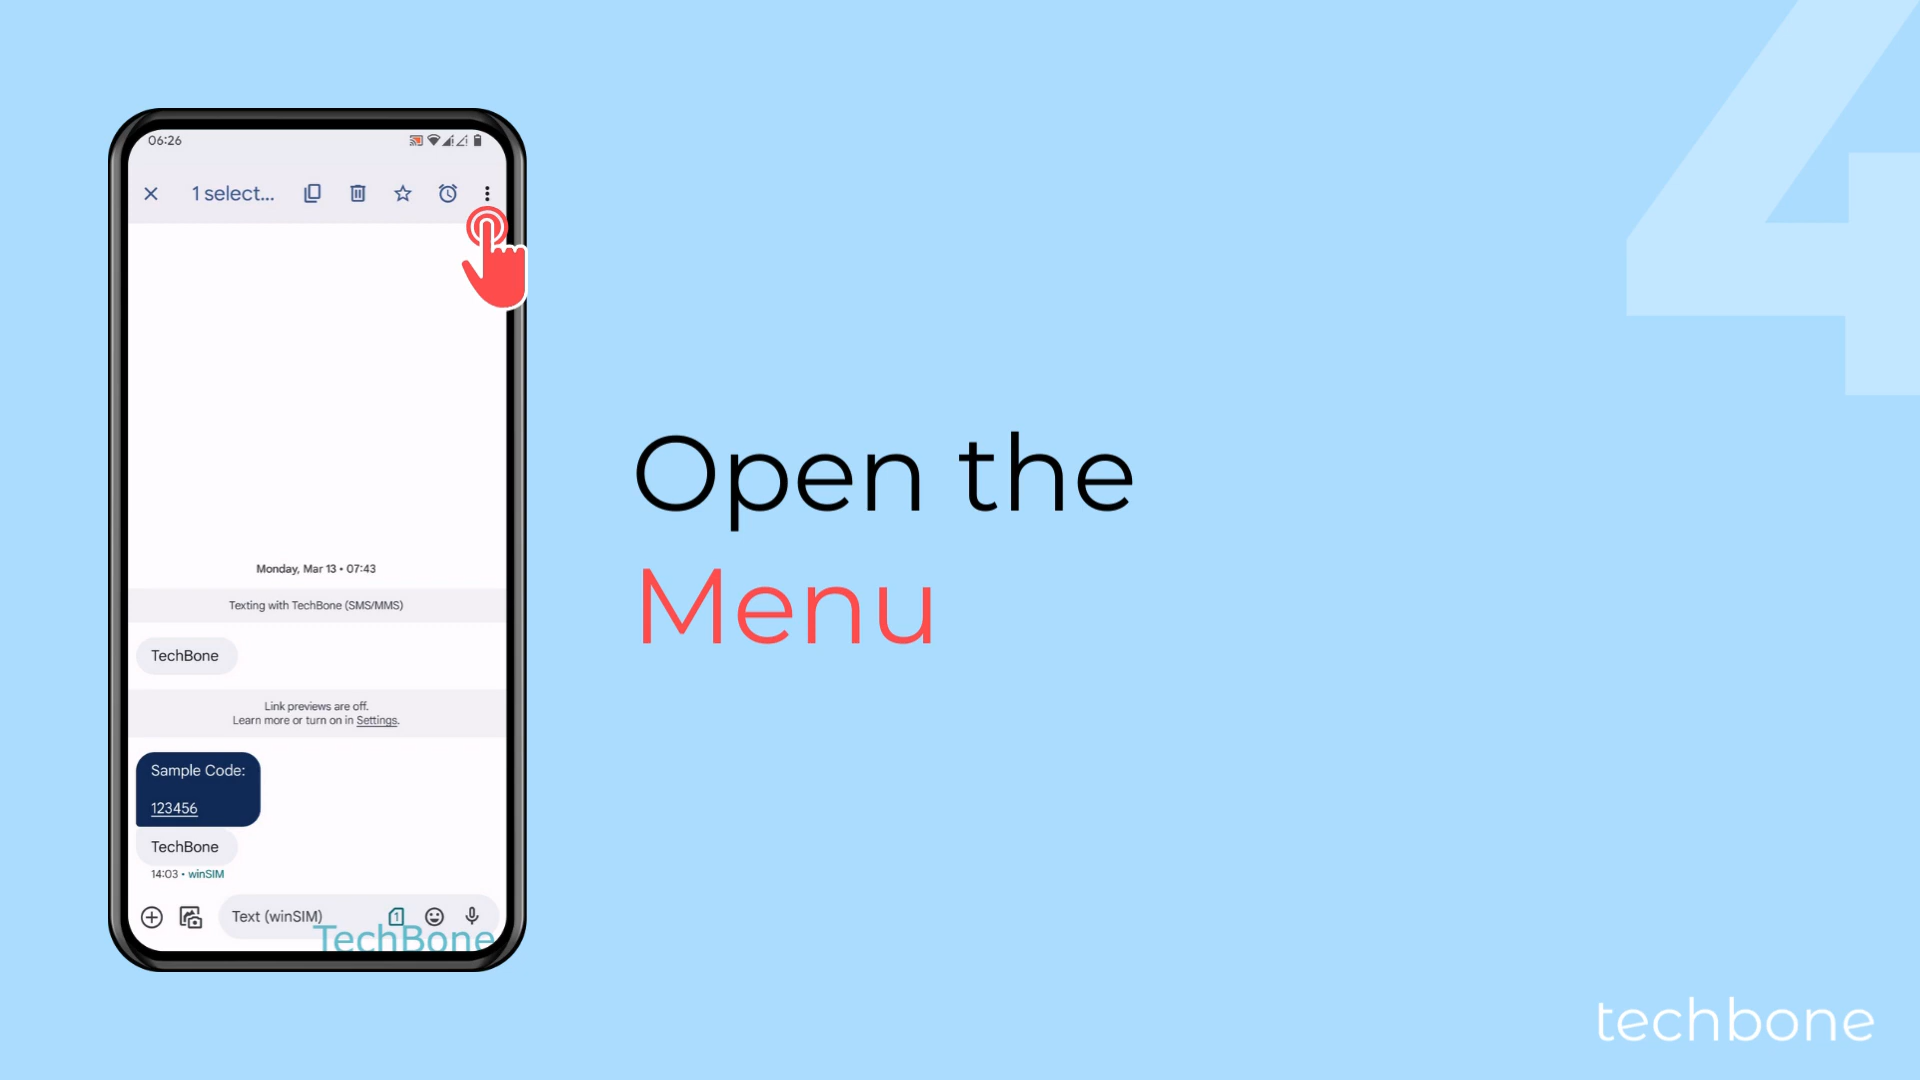 4
06:26
1 select...
Monday, Mar 13 • 07:43
Texting with TechBone (SMS/MMS)
TechBone
Link previews are off.
Learn more or turn on in Settings.
Sample Code:
123456
TechBone
14:03 • winSIM
Text (winSIM)
1
TechBone
Open the
Menu
techbone